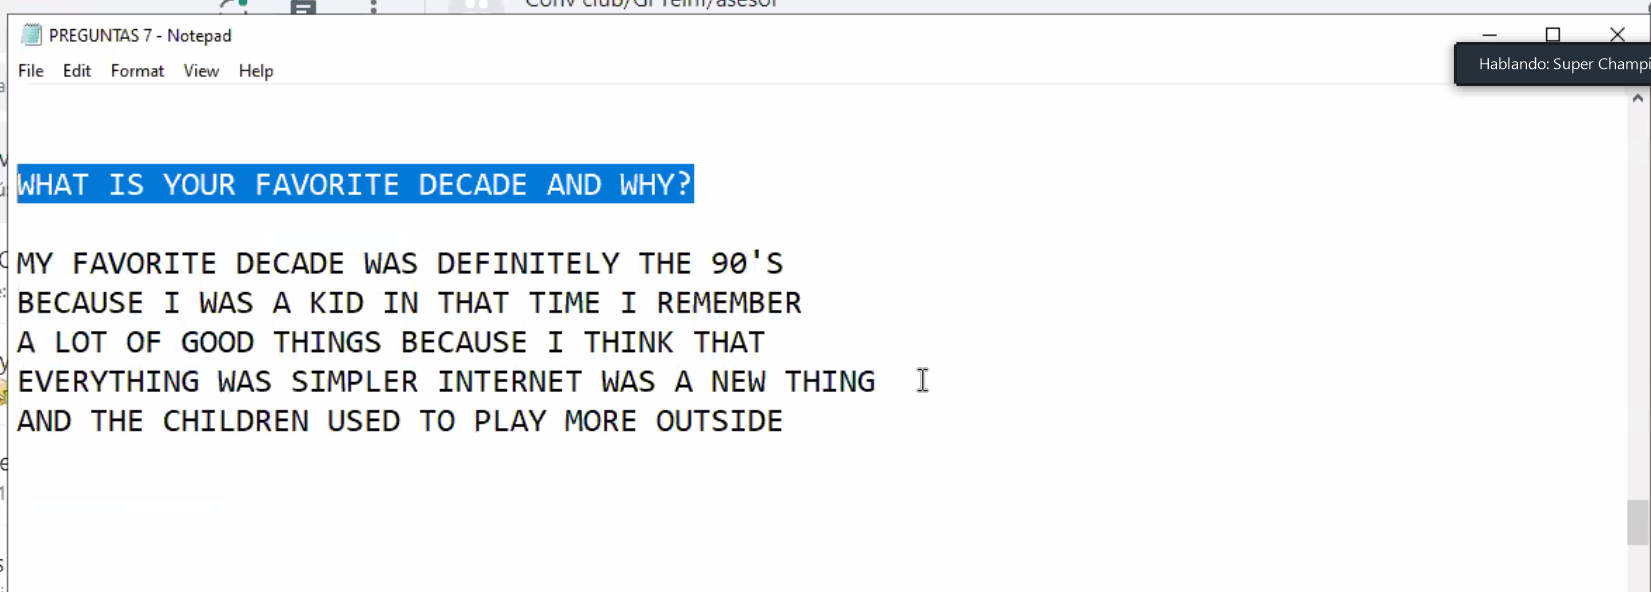 Conv club/Gr reinf/asesor
PREGUNTAS 7 - Notepad
Hablando: Super Champi
File Edit Format View Help
WHAT IS YOUR FAVORITE DECADE AND WHY?
MY FAVORITE DECADE WAS DEFINITELY THE 90'S
BECAUSE I WAS A KID IN THAT TIME I REMEMBER
A LOT OF GOOD THINGS BECAUSE I THINK THAT
EVERYTHING WAS SIMPLER INTERNET WAS A NEW THING
AND THE CHILDREN USED TO PLAY MORE OUTSIDE